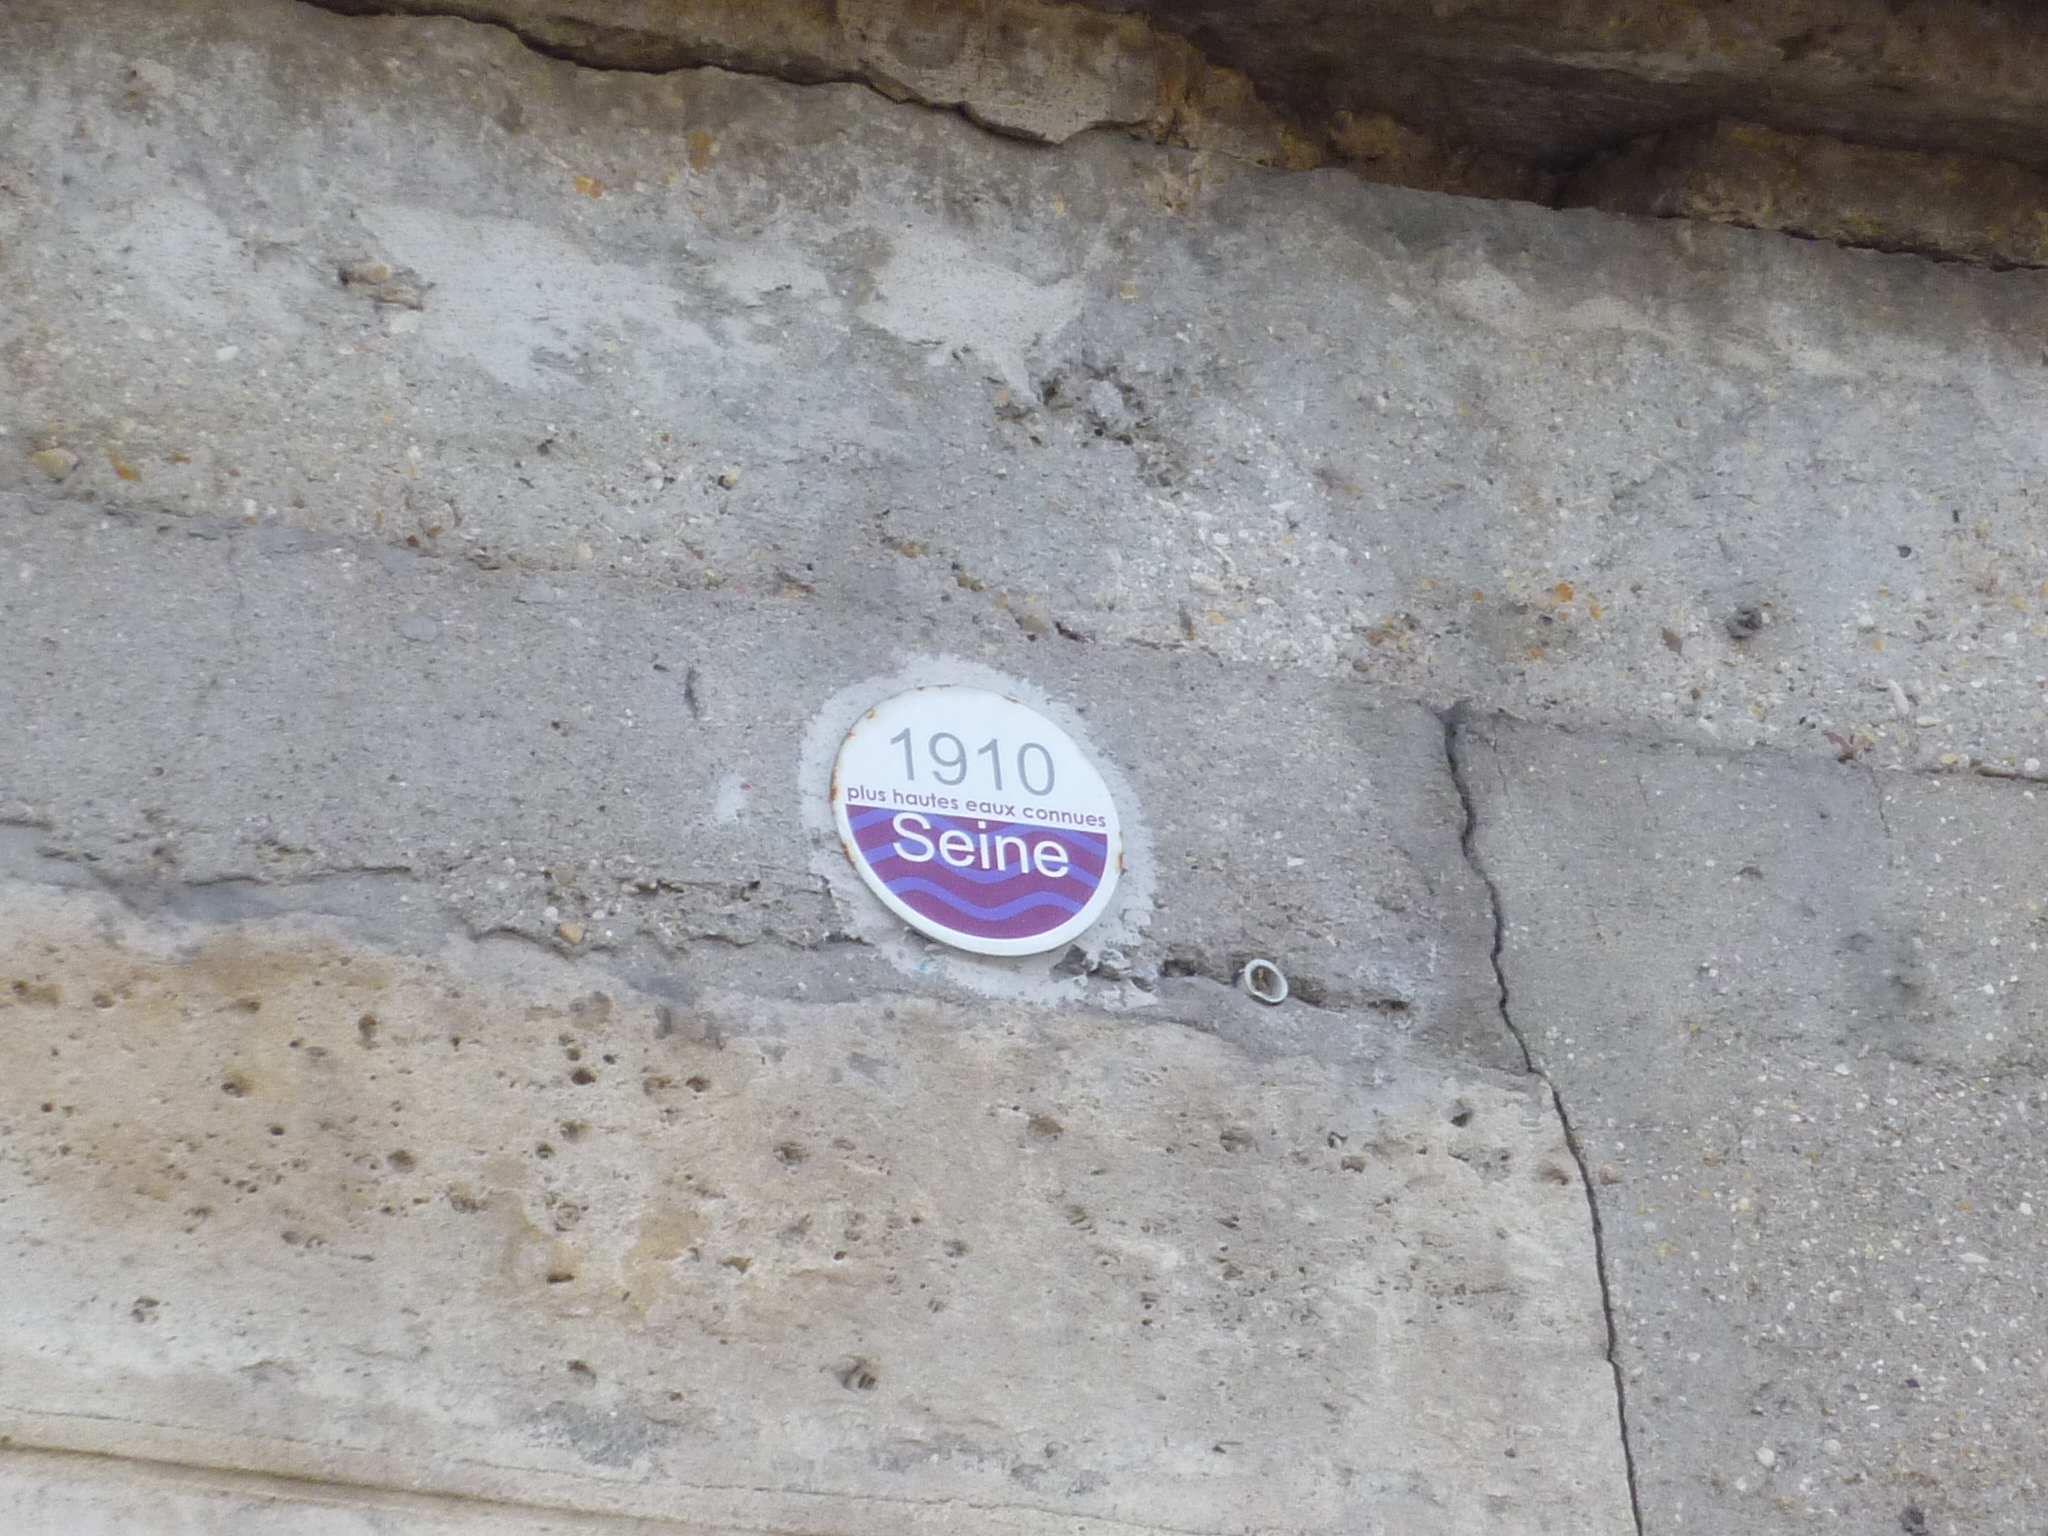 1910
plus hautes eaux connues
Seine